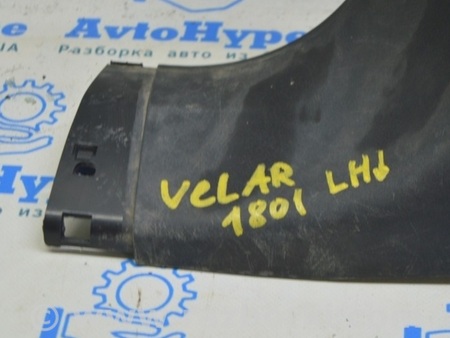 AvtoHype
Разборка авто из
VELAR LH↓
1801